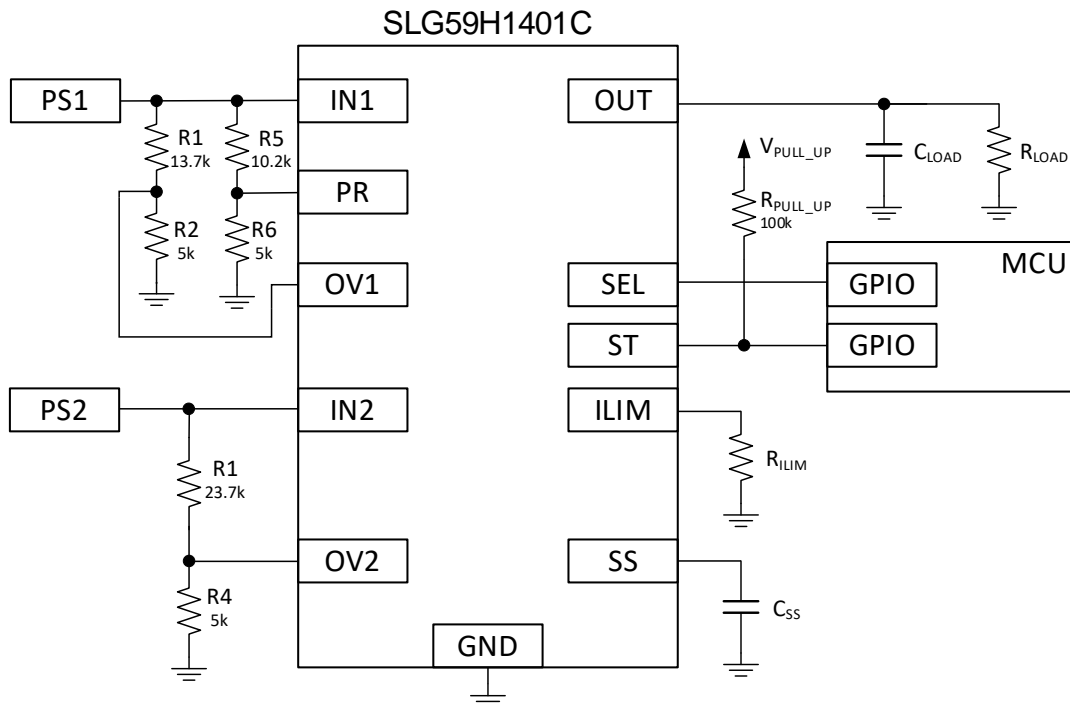 SLG59H1401C
PS1
IN1
OUT
R1
13.7k
R5
10.2k
VPULL_UP
CLOAD
RLOAD
PR
RPULL_UP
100k
R2
5k
R6
5k
MCU
OV1
SEL
GPIO
ST
GPIO
PS2
IN2
ILIM
R1
23.7k
RILIM
OV2
SS
R4
5k
CSS
GND